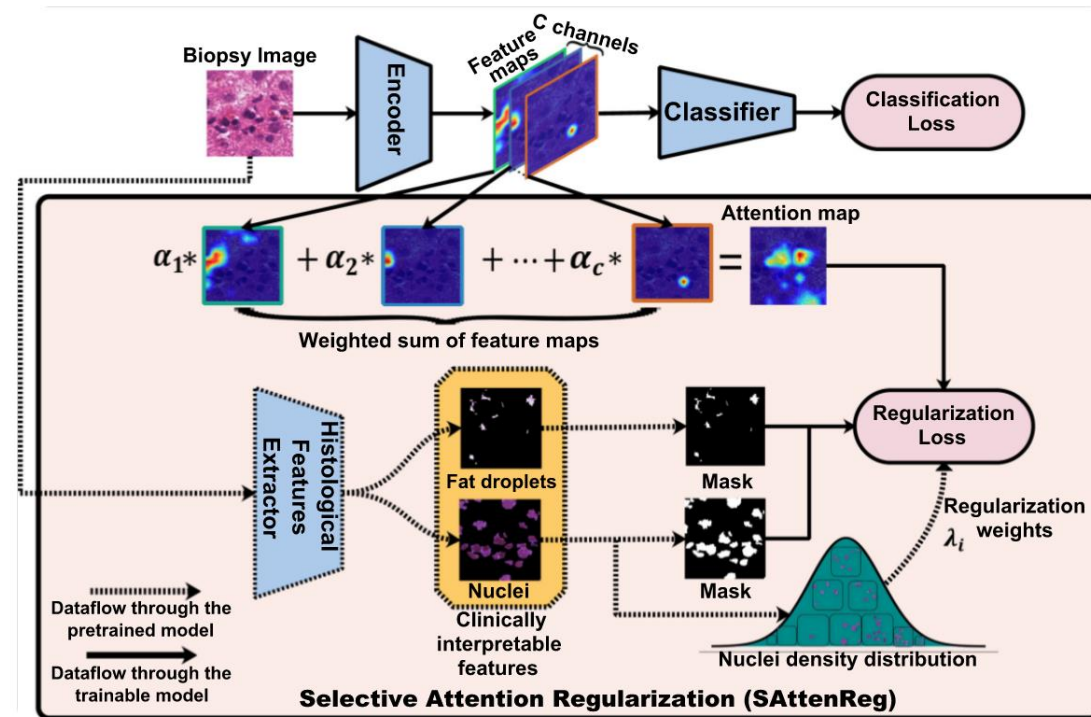 Biopsy Image
Encoder
Feature
maps
C channels
Classifier
Classification
Loss
α₁*
+ α₂*
+ ··· + α_c*
=
Attention map
Weighted sum of feature maps
Histological
Features
Extractor
Fat droplets
Nuclei
Clinically
interpretable
features
Mask
Mask
Regularization
Loss
Regularization
weights
λᵢ
Nuclei density distribution
Dataflow through the
pretrained model
Dataflow through the
trainable model
Selective Attention Regularization (SAttenReg)